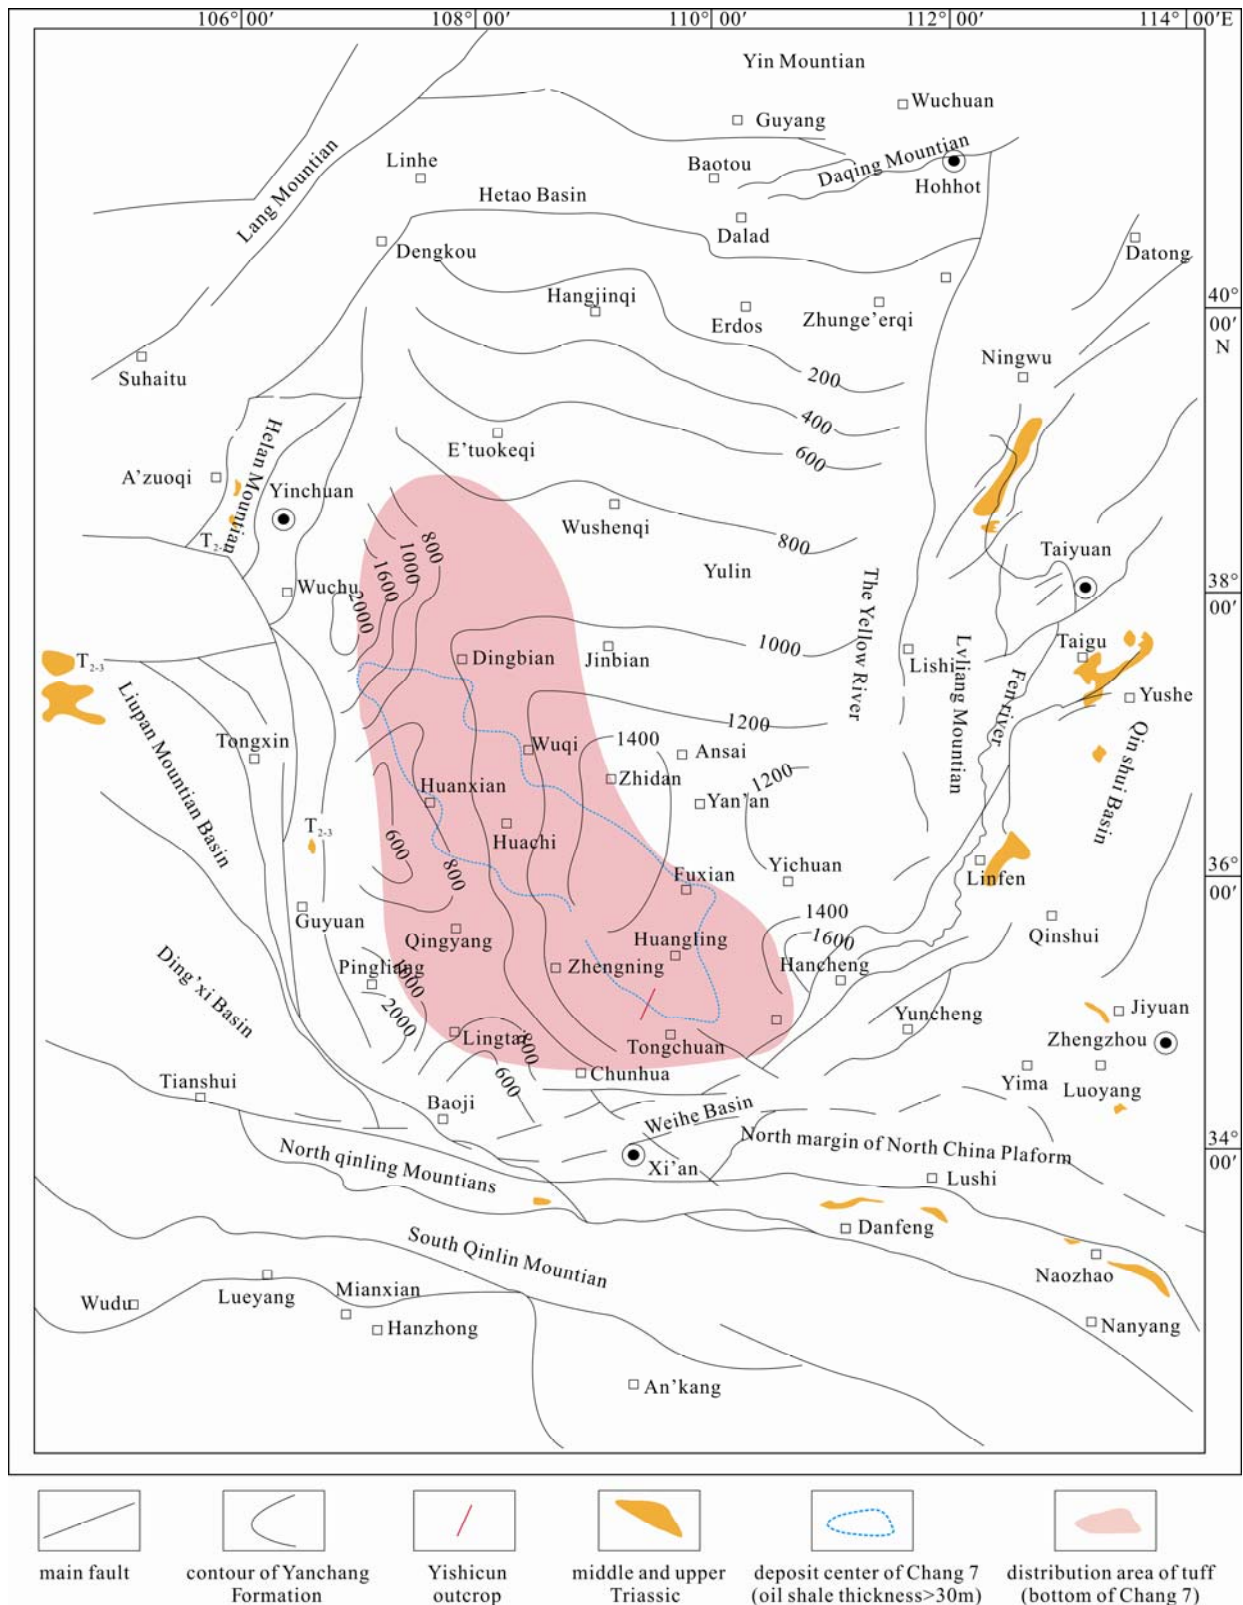 106°00′
108°00′
110°00′
112°00′
114°00′E
Yin Mountian
Wuchuan
Guyang
Daqing Mountian
Linhe
Baotou
Hohhot
Lang Mountian
Hetao Basin
Dalad
Dengkou
Datong
Hangjinqi
Erdos
Zhunge’erqi
40°
00′
N
Suhaitu
200
Ningwu
400
Helan Mountian
E’tuokeqi
600
A’zuoqi
Yinchuan
Wushenqi
T₂₋₃
800
1000
1600
2000
800
Taiyuan
Yulin
Wuchu
38°
00′
The Yellow River
1000
Taigu
T₂₋₃
Dingbian
Jinbian
Lishi
Lvliang Mountian
Fen river
Yushe
Liupan Mountian Basin
1200
Qin shui Basin
Tongxin
Wuqi
1400
Ansai
Zhidan
1200
Huanxian
Yan’an
T₂₋₃
600
Huachi
800
Fuxian
Yichuan
Linfen
36°
00′
Guyuan
1400
Qingyang
Huangling
1600
Qinshui
Ding’xi Basin
Pingliang
1000
Zhengning
Hancheng
2000
Lingtai
800
Tongchuan
Yuncheng
Jiyuan
Zhengzhou
Tianshui
600
Chunhua
Yima
Luoyang
Baoji
Weihe Basin
34°
00′
North qinling Mountians
Xi’an
North margin of North China Plaform
Lushi
South Qinlin Mountian
Danfeng
Naozhao
Wudu
Lueyang
Mianxian
Hanzhong
Nanyang
An’kang
main fault
contour of Yanchang
Formation
Yishicun
outcrop
middle and upper
Triassic
deposit center of Chang 7
(oil shale thickness>30m)
distribution area of tuff
(bottom of Chang 7)